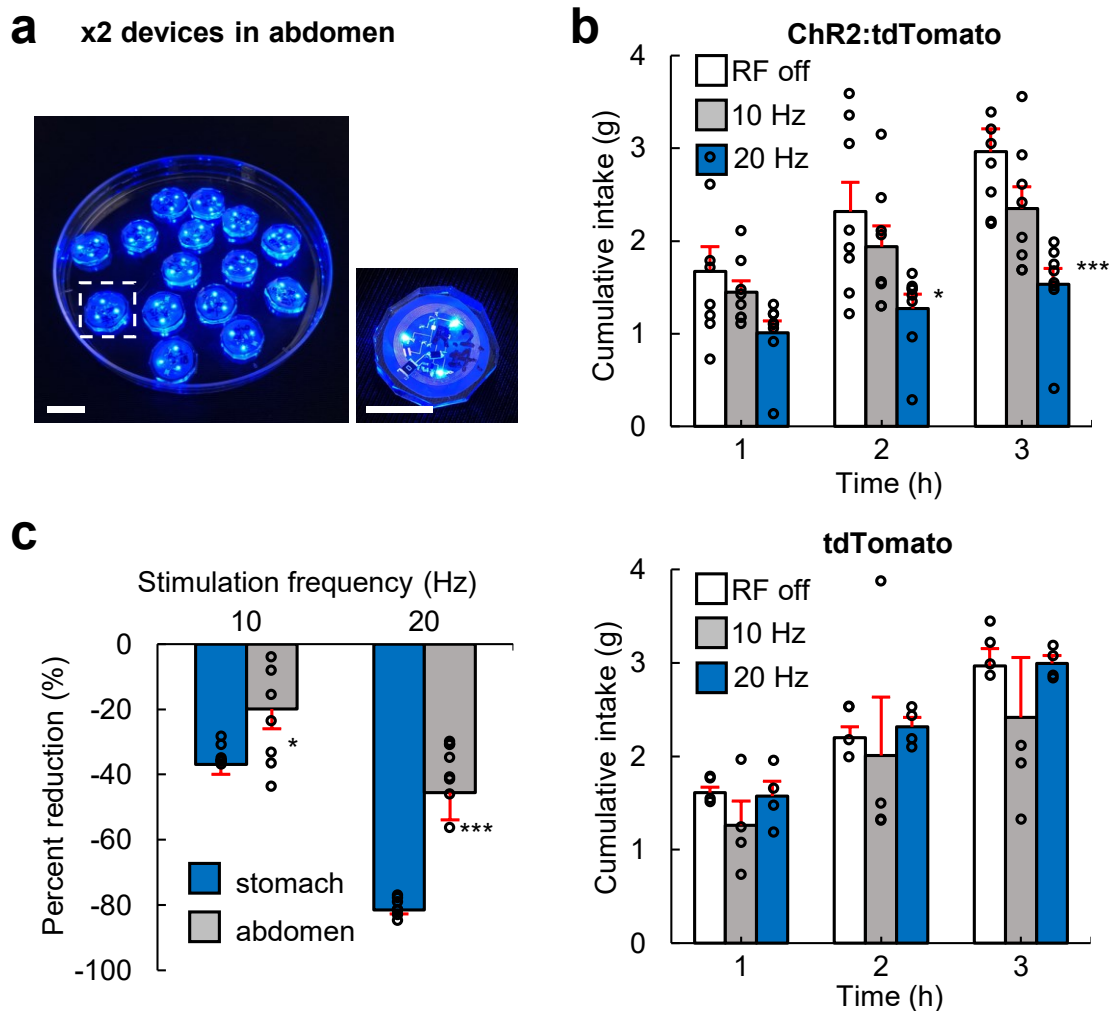 a
x2 devices in abdomen
b
ChR2:tdTomato
RF off
10 Hz
20 Hz
Cumulative intake (g)
4
3
2
1
0
*
***
1 2 3
Time (h)
c
Stimulation frequency (Hz)
10 20
Percent reduction (%)
0
-20
-40
-60
-80
-100
*
***
stomach
abdomen
tdTomato
RF off
10 Hz
20 Hz
Cumulative intake (g)
4
3
2
1
0
1 2 3
Time (h)